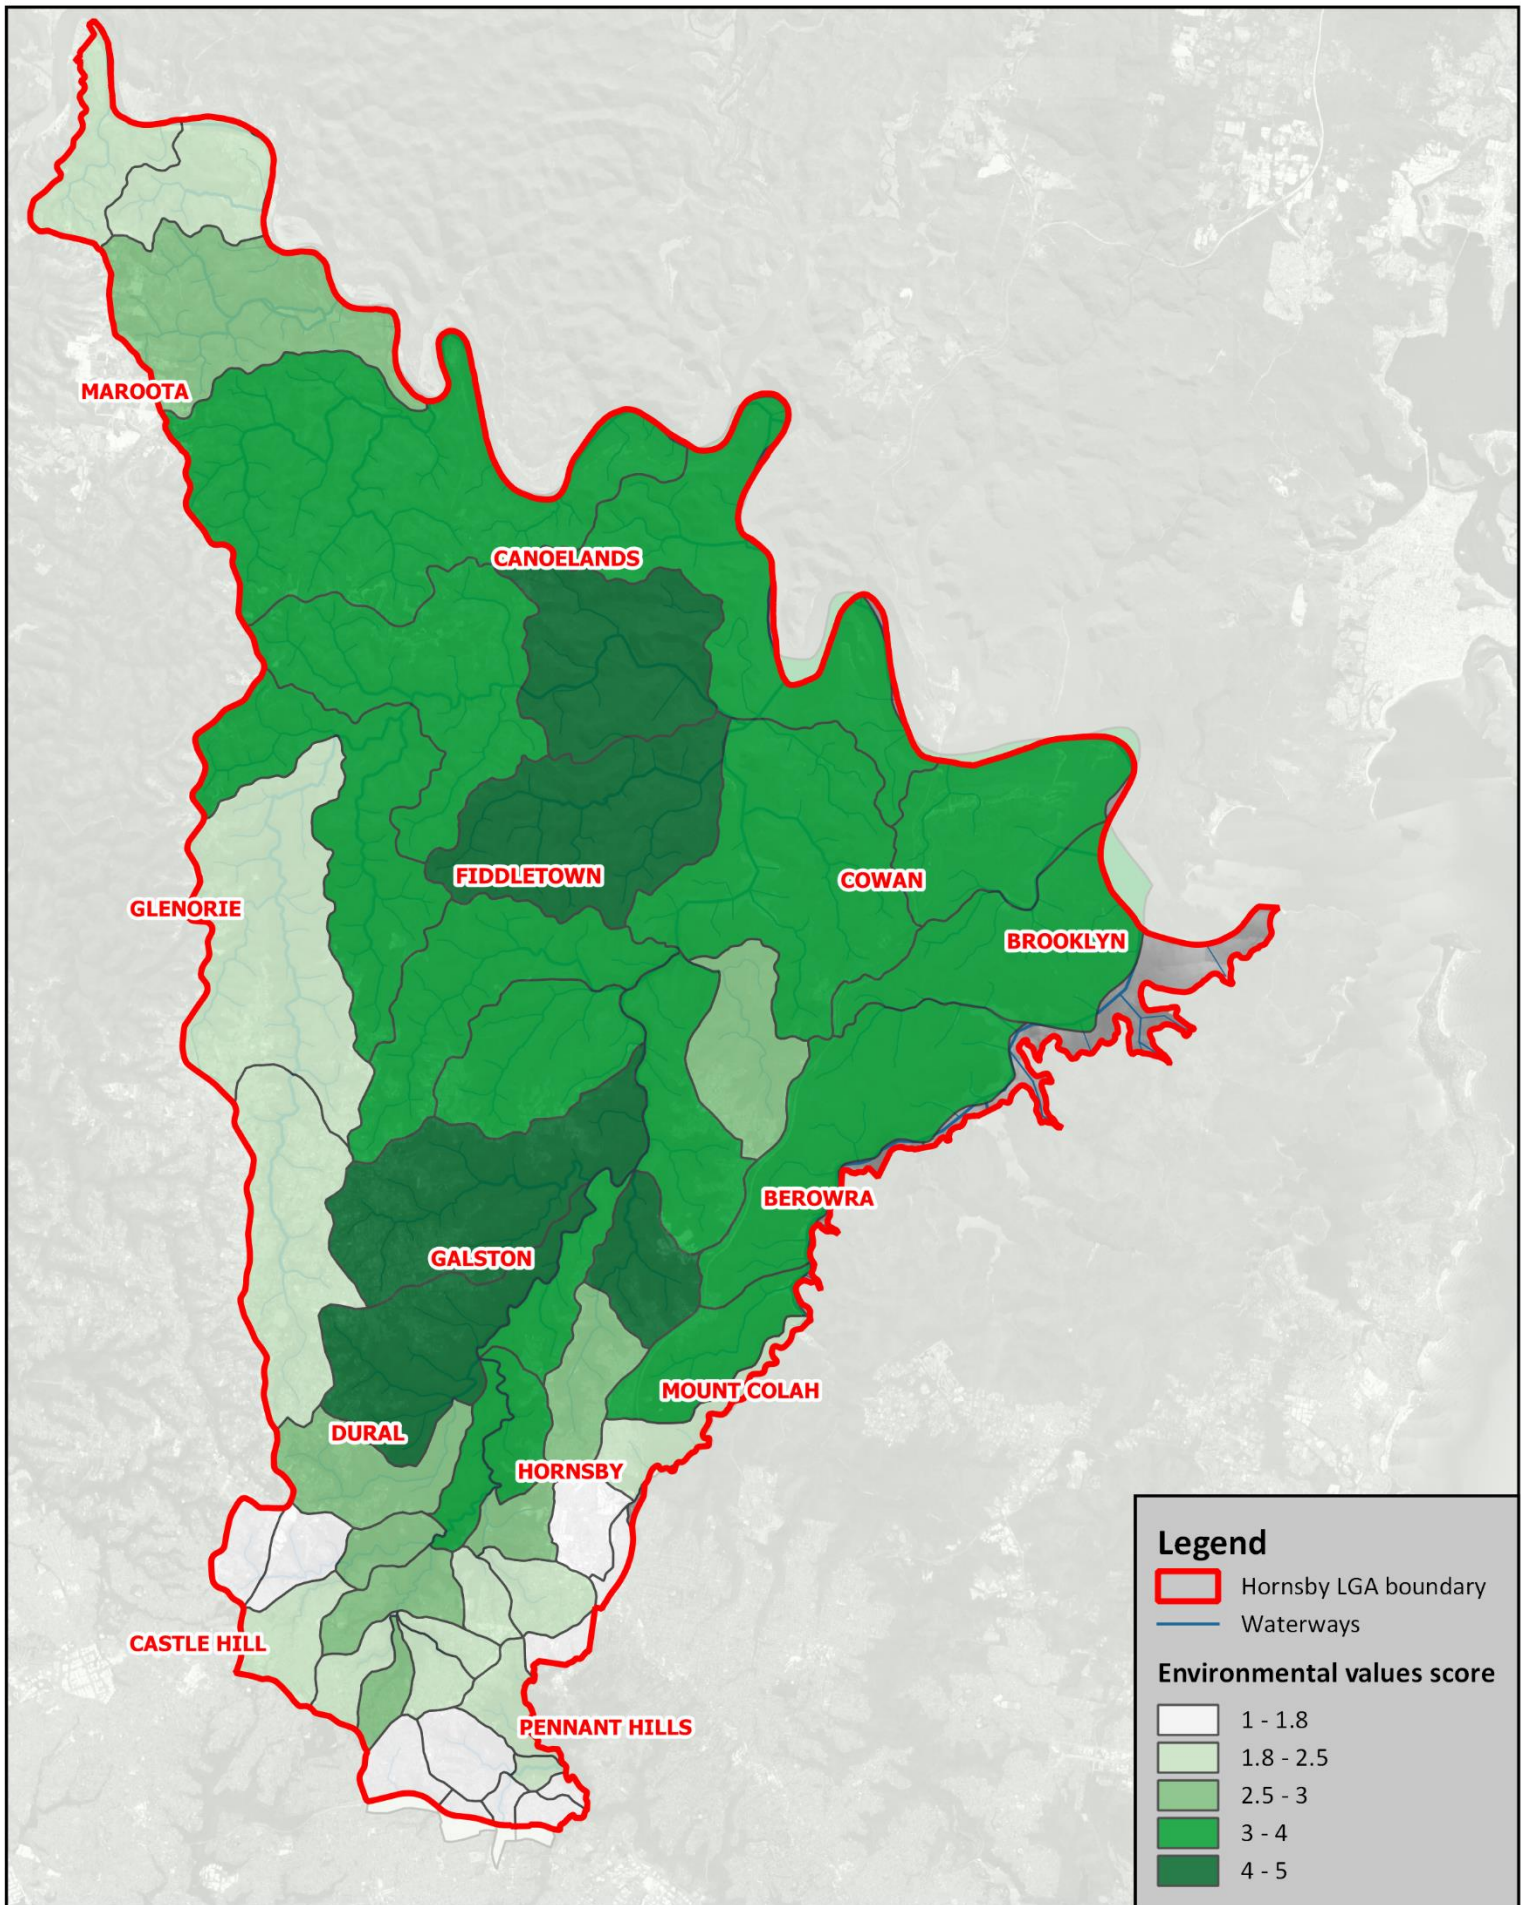 MAROOTA
CANOELANDS
FIDDLETOWN
COWAN
GLENORIE
BROOKLYN
BEROWRA
GALSTON
MOUNT COLAH
DURAL
HORNSBY
CASTLE HILL
PENNANT HILLS
Legend
Hornsby LGA boundary
Waterways
Environmental values score
1 - 1.8
1.8 - 2.5
2.5 - 3
3 - 4
4 - 5